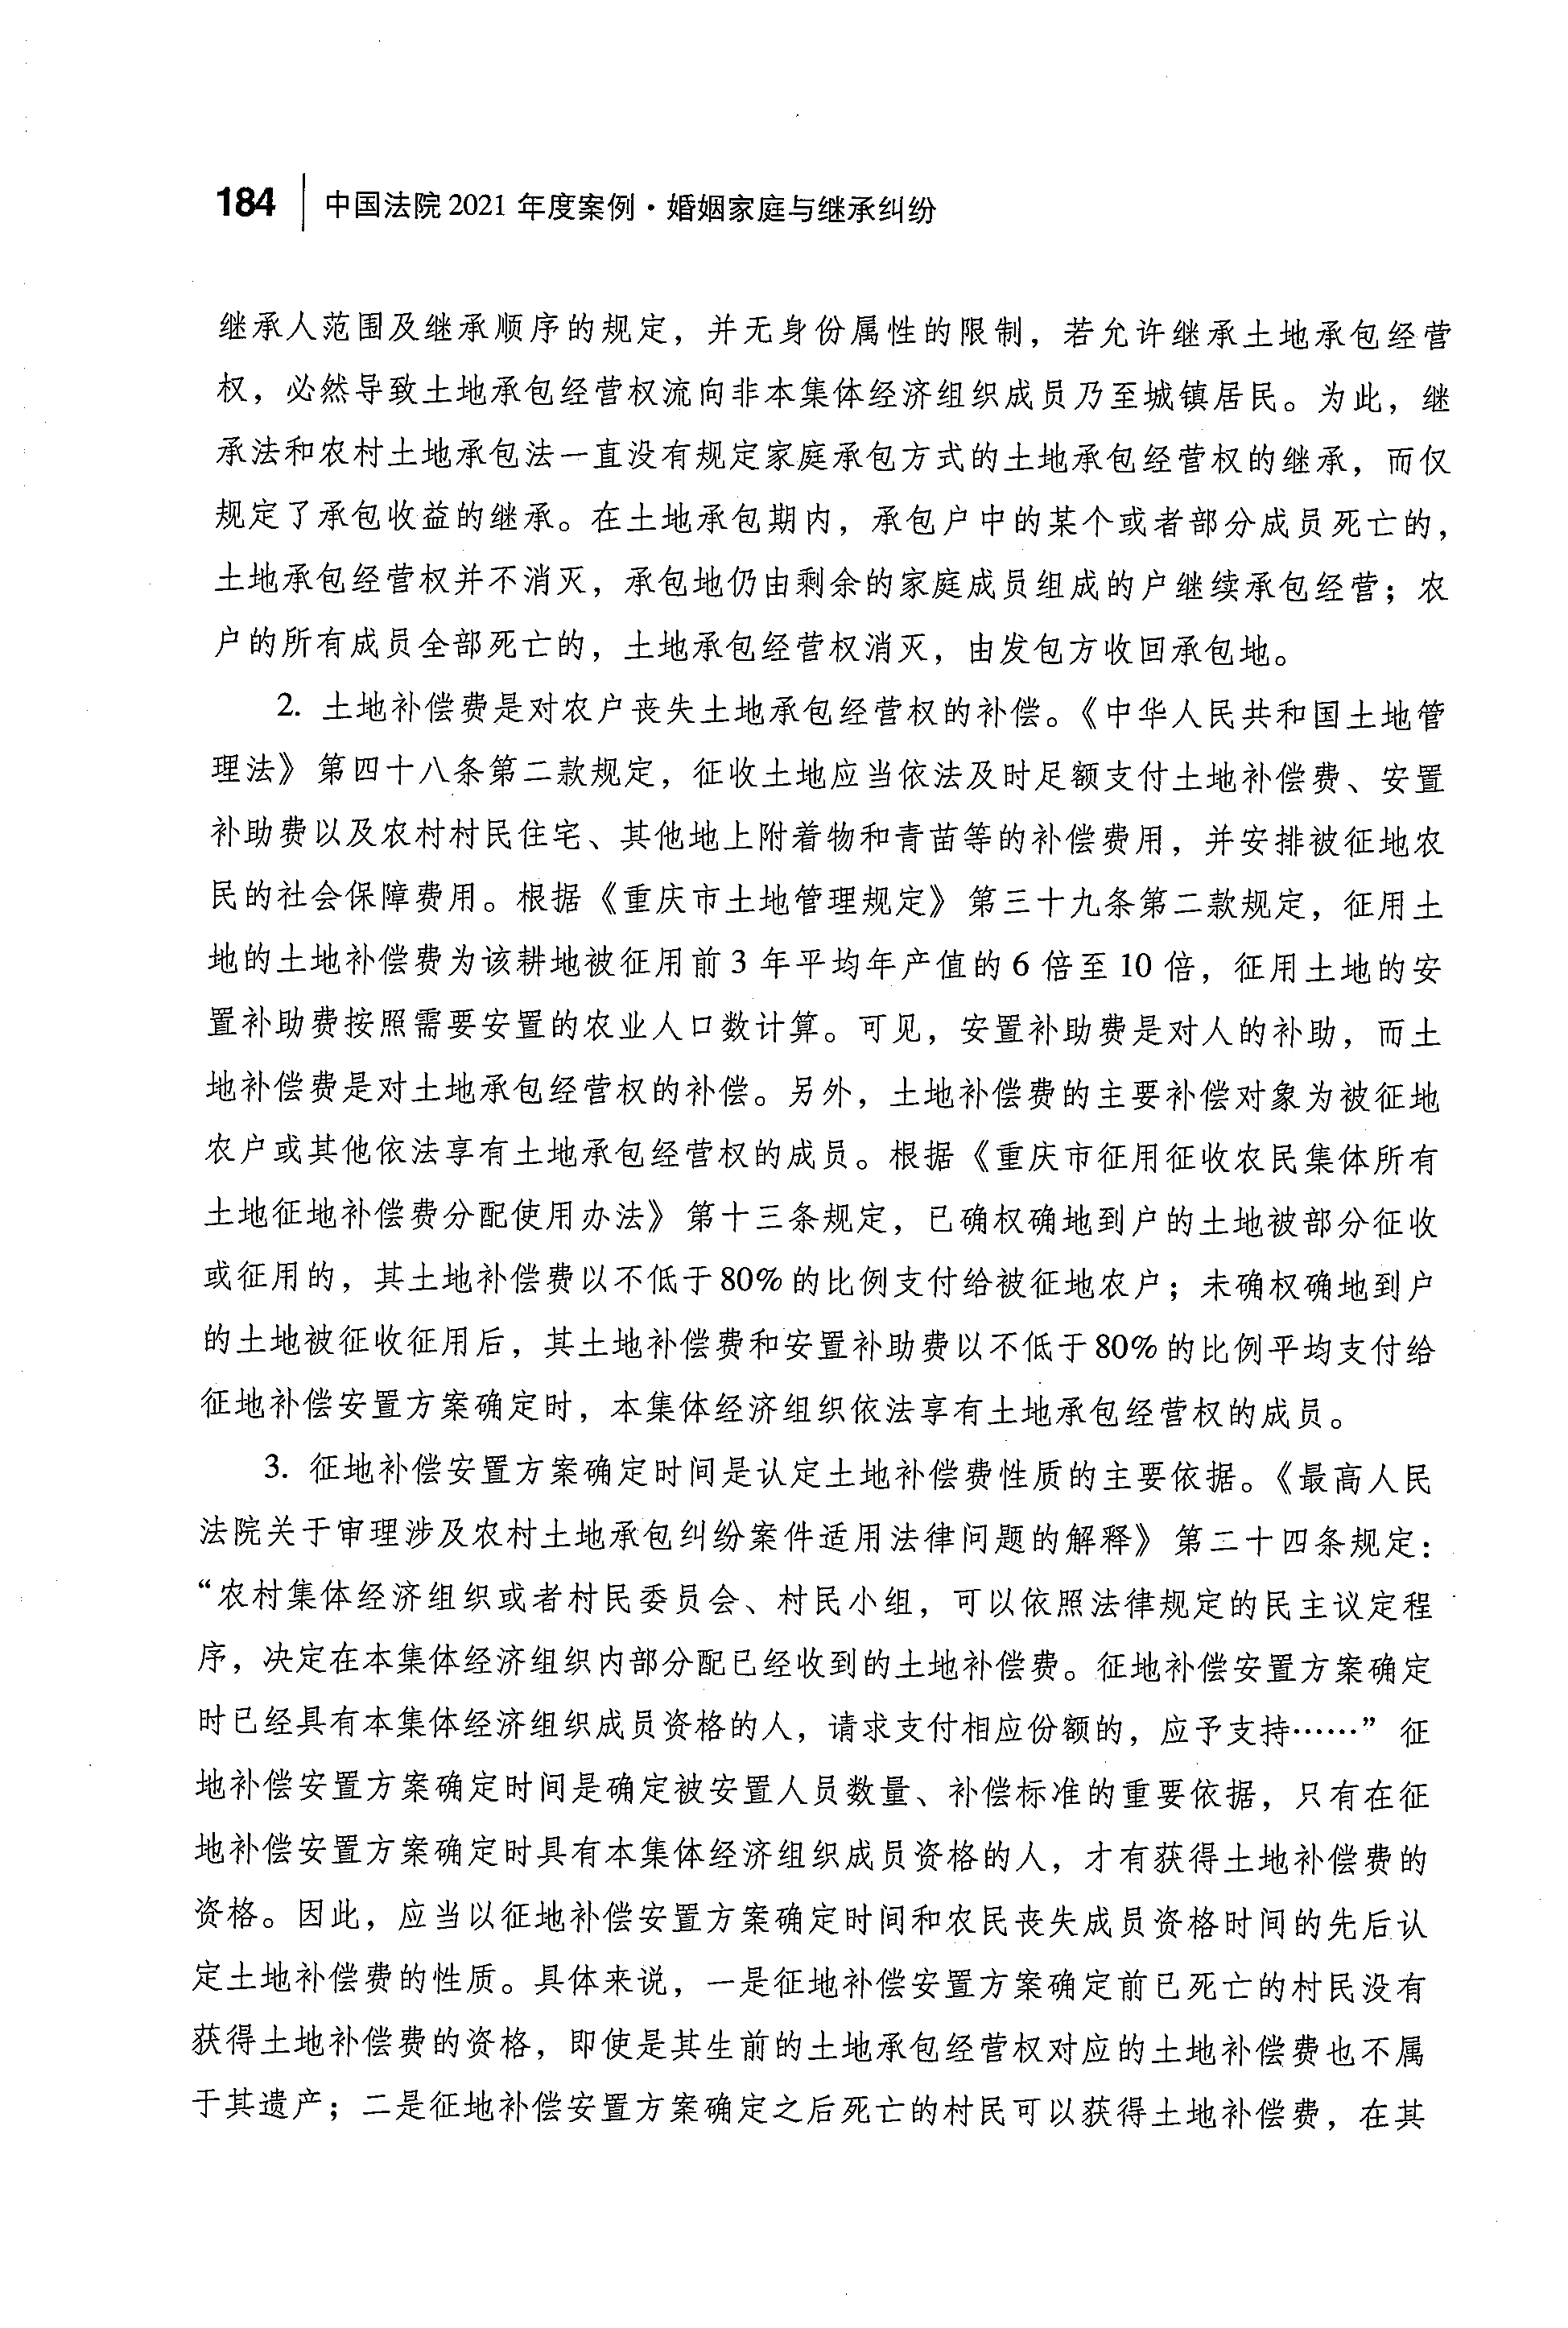 184 中国法院2021年度案例·婚姻家庭与继承纠纷
继承人范围及继承顺序的规定，并无身份属性的限制，若允许继承土地承包经营
权，必然导致土地承包经营权流向非本集体经济组织成员乃至城镇居民。为此，继
承法和农村土地承包法一直没有规定家庭承包方式的土地承包经营权的继承，而仅
规定了承包收益的继承。在土地承包期内，承包户中的某个或者部分成员死亡的，
土地承包经营权并不消灭，承包地仍由剩余的家庭成员组成的户继续承包经营；农
户的所有成员全部死亡的，土地承包经营权消灭，由发包方收回承包地。
2. 土地补偿费是对农户丧失土地承包经营权的补偿。《中华人民共和国土地管
理法》第四十八条第二款规定，征收土地应当依法及时足额支付土地补偿费、安置
补助费以及农村村民住宅、其他地上附着物和青苗等的补偿费用，并安排被征地农
民的社会保障费用。根据《重庆市土地管理规定》第三十九条第二款规定，征用土
地的土地补偿费为该耕地被征用前3年平均年产值的6倍至10倍，征用土地的安
置补助费按照需要安置的农业人口数计算。可见，安置补助费是对人的补助，而土
地补偿费是对土地承包经营权的补偿。另外，土地补偿费的主要补偿对象为被征地
农户或其他依法享有土地承包经营权的成员。根据《重庆市征用征收农民集体所有
土地征地补偿费分配使用办法》第十三条规定，已确权确地到户的土地被部分征收
或征用的，其土地补偿费以不低于80%的比例支付给被征地农户；未确权确地到户
的土地被征收征用后，其土地补偿费和安置补助费以不低于80%的比例平均支付给
征地补偿安置方案确定时，本集体经济组织依法享有土地承包经营权的成员。
3. 征地补偿安置方案确定时间是认定土地补偿费性质的主要依据。《最高人民
法院关于审理涉及农村土地承包纠纷案件适用法律问题的解释》第二十四条规定：
“农村集体经济组织或者村民委员会、村民小组，可以依照法律规定的民主议定程
序，决定在本集体经济组织内部分配已经收到的土地补偿费。征地补偿安置方案确定
时已经具有本集体经济组织成员资格的人，请求支付相应份额的，应予支持……”征
地补偿安置方案确定时间是确定被安置人员数量、补偿标准的重要依据，只有在征
地补偿安置方案确定时具有本集体经济组织成员资格的人，才有获得土地补偿费的
资格。因此，应当以征地补偿安置方案确定时间和农民丧失成员资格时间的先后认
定土地补偿费的性质。具体来说，一是征地补偿安置方案确定前已死亡的村民没有
获得土地补偿费的资格，即使是其生前的土地承包经营权对应的土地补偿费也不属
于其遗产；二是征地补偿安置方案确定之后死亡的村民可以获得土地补偿费，在其